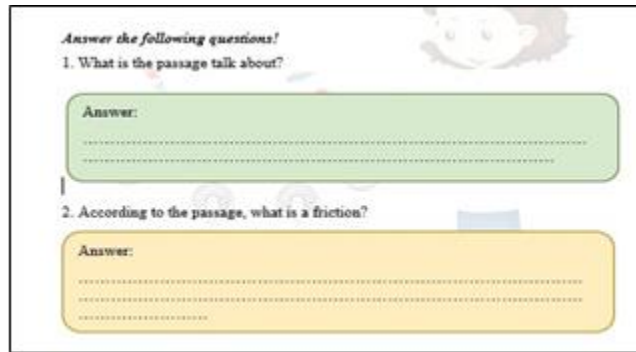 Answer the following questions!
1. What is the passage talk about?
Answer:
2. According to the passage, what is a friction?
Answer: